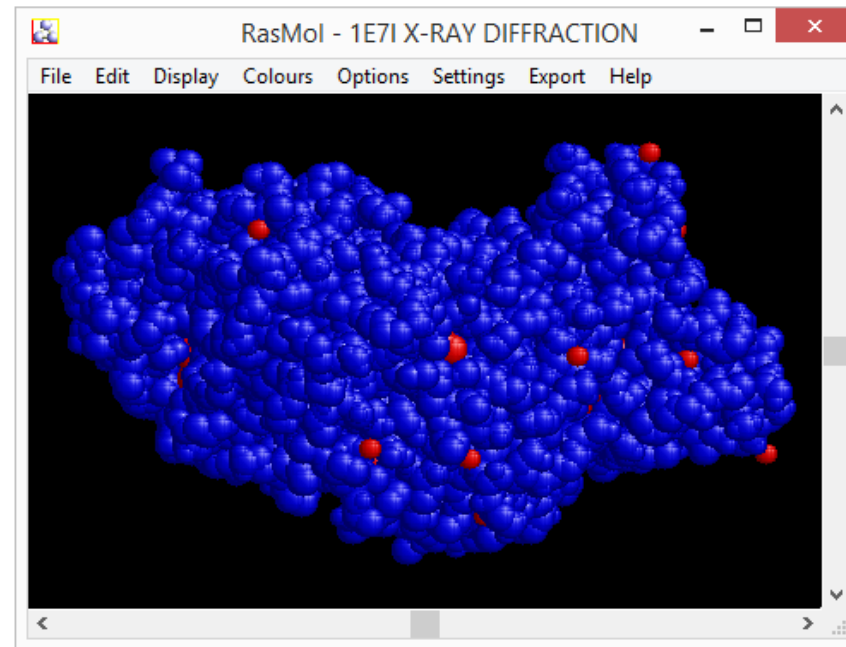 RasMol - 1E7I X-RAY DIFFRACTION
File Edit Display Colours Options Settings Export Help